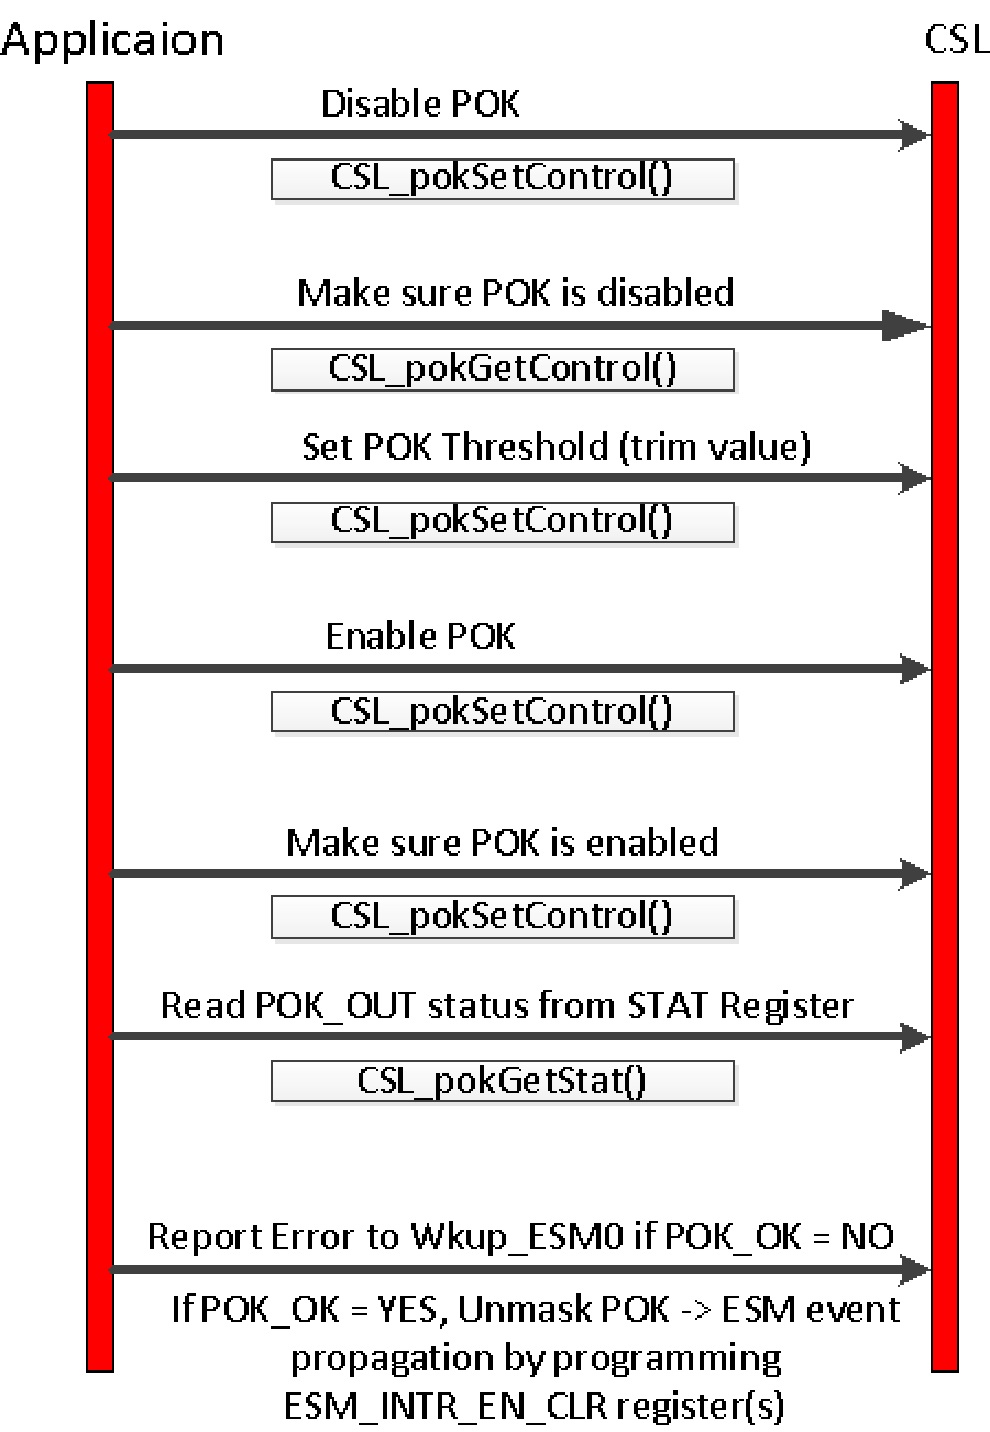 Applicaion
CSL
Disable POK
CSL_pokSetControl()
Make sure POK is disabled
CSL_pokGetControl()
Set POK Threshold (trim value)
CSL_pokSetControl()
Enable POK
CSL_pokSetControl()
Make sure POK is enabled
CSL_pokSetControl()
Read POK_OUT status from STAT Register
CSL_pokGetStat()
Report Error to Wkup_ESM0 if POK_OK = NO
If POK_OK = YES, Unmask POK -> ESM event
propagation by programming
ESM_INTR_EN_CLR register(s)